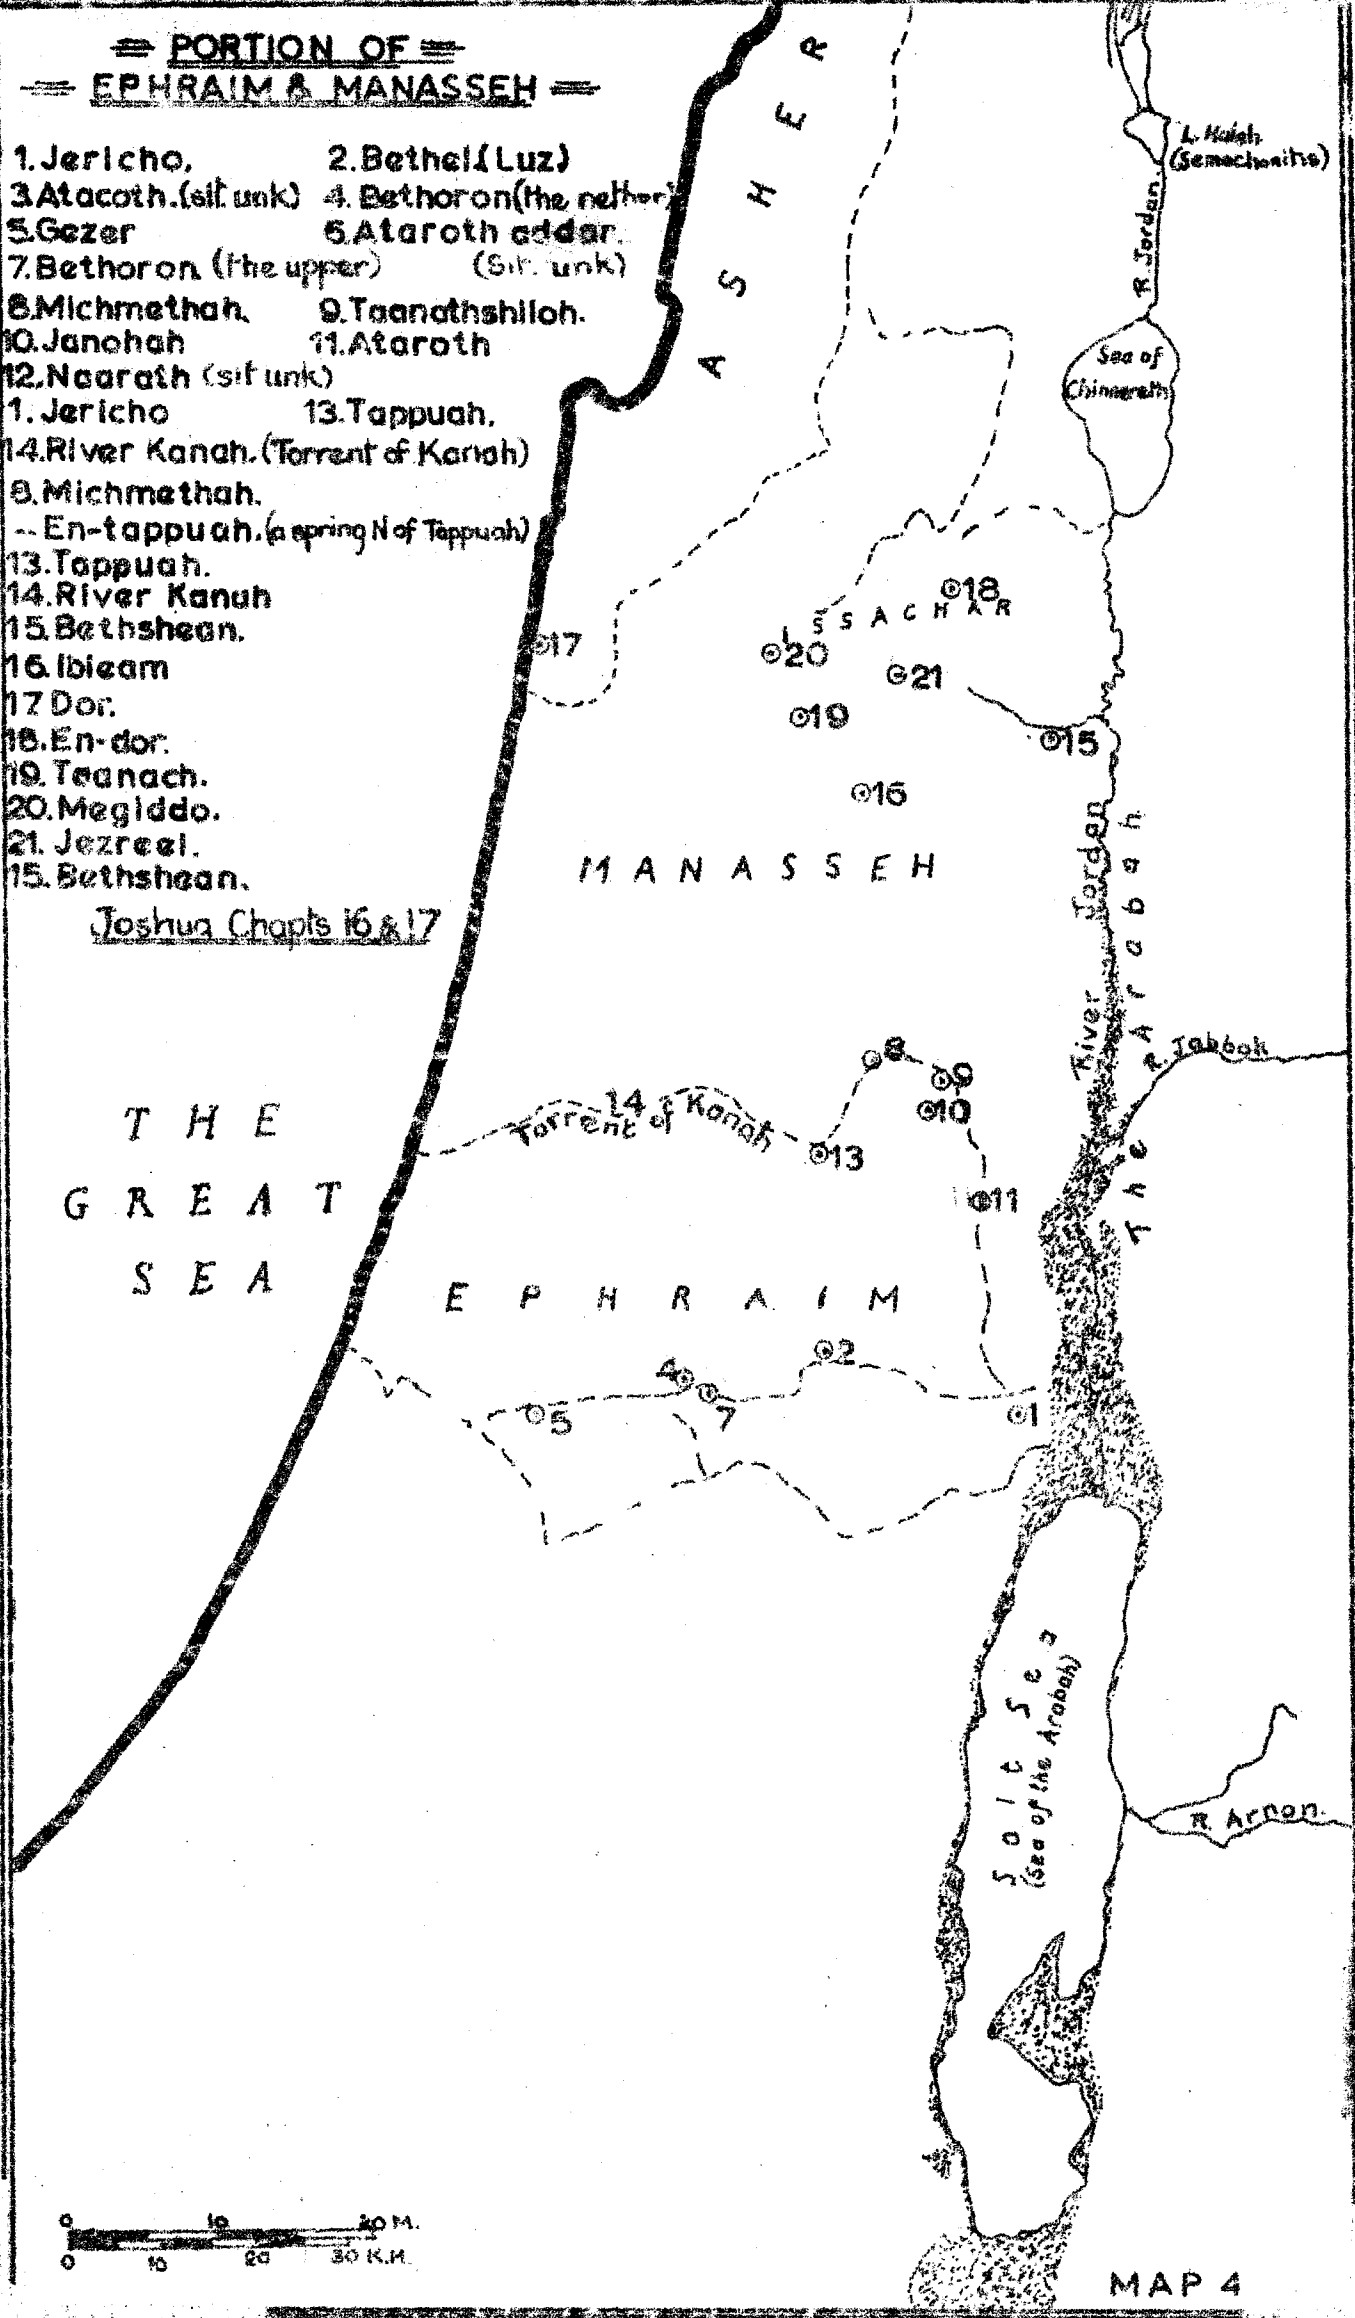 PORTION OF
EPHRAIM & MANASSEH
1. Jericho, 2. Bethel (Luz)
3. Atacoth. (sit. unk) 4. Bethoron (the nether)
5. Gezer 6. Ataroth addar.
7. Bethoron (the upper) (Sit. unk)
8. Michmethah. 9. Taanathshiloh.
10. Janohah 11. Ataroth
12. Naarath (sit unk)
1. Jericho 13. Tappuah.
14. River Kanah. (Torrent of Kanah)
8. Michmethah.
-- En-tappuah. (a spring N of Tappuah)
13. Tappuah.
14. River Kanah
15. Bethshean.
16. Ibleam
17 Dor.
18. En-dor.
19. Teanach.
20. Megiddo.
21. Jezreel.
15. Bethshean.
Joshua Chapts 16 & 17
ASHER
L. Huleh
(Semechonitis)
R. Jordan.
Sea of
Chinnereth
18
ISSACHAR
17
20
21
19
15
16
MANASSEH
River Jordan
The Arabah
R. Jabbok
8
9
10
14
Torrent of Kanah
13
11
THE
GREAT
SEA
EPHRAIM
2
4
7
5
1
Salt Sea
(Sea of the Arabah)
R. Arnon.
0 10 20 M.
0 10 20 30 K.M.
MAP 4